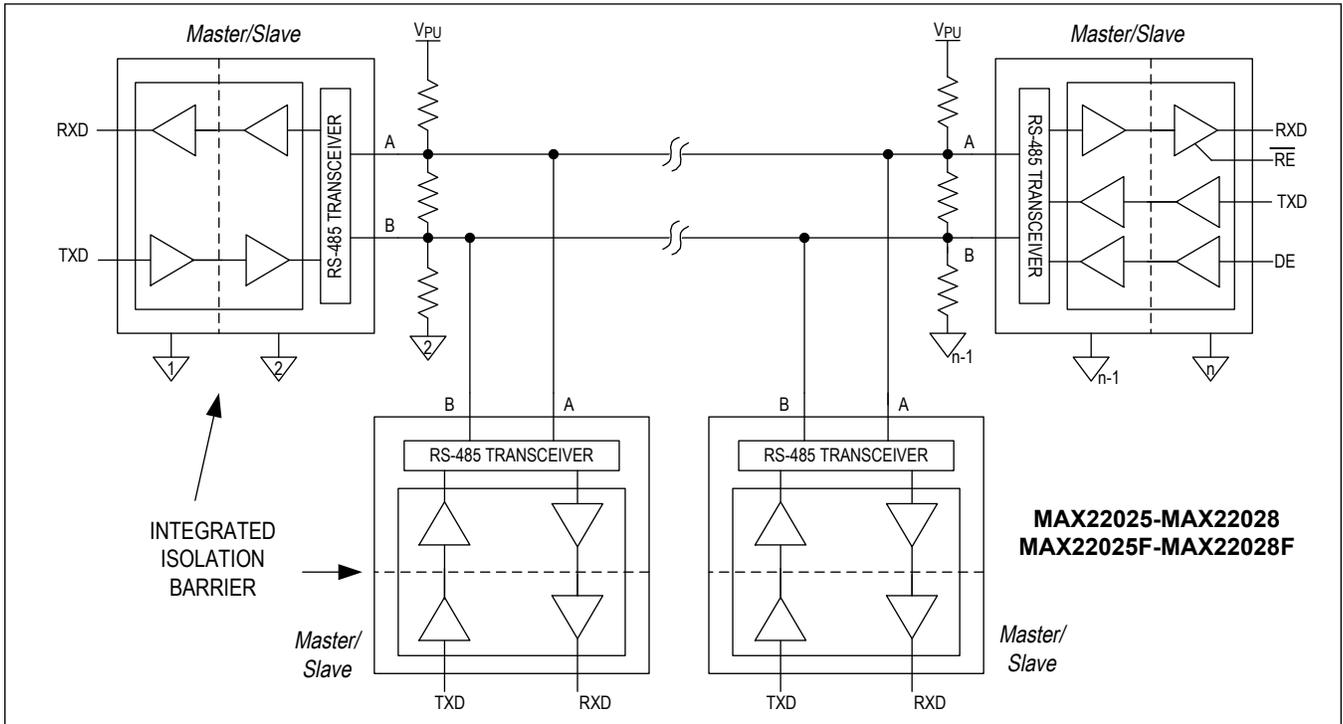 Master/Slave
VPU
VPU
Master/Slave
RXD
TXD
RS-485 TRANSCEIVER
A
B
A
B
RS-485 TRANSCEIVER
RXD
RE
TXD
DE
1
2
2
n-1
n-1
n
B
A
B
A
RS-485 TRANSCEIVER
RS-485 TRANSCEIVER
INTEGRATED
ISOLATION
BARRIER
MAX22025-MAX22028
MAX22025F-MAX22028F
Master/
Slave
Master/
Slave
TXD
RXD
TXD
RXD